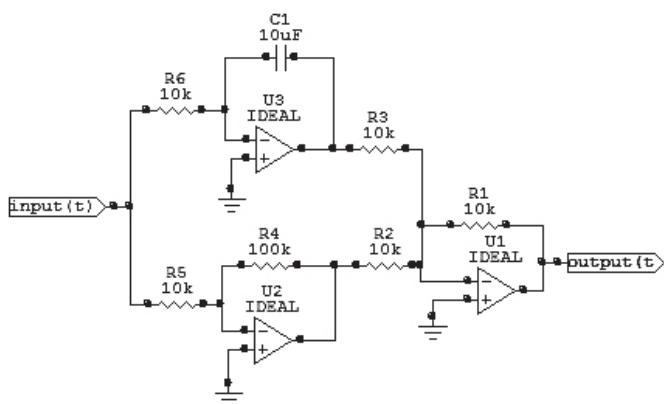 C1
10uF
R6
10k
U3
IDEAL
R3
10k
input(t)
R1
10k
R4
100k
R2
10k
U1
IDEAL
output(t
R5
10k
U2
IDEAL